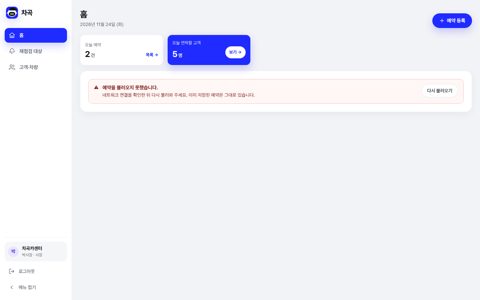 차곡
홈
재점검 대상
고객·차량
홈
2026년 11월 24일 (화)
+ 예약 등록
오늘 예약
2건
목록 →
오늘 연락할 고객
5명
보기 →
예약을 불러오지 못했습니다.
네트워크 연결을 확인한 뒤 다시 불러와 주세요. 이미 저장된 예약은 그대로 있습니다.
다시 불러오기
차곡카센터
로그아웃
메뉴 접기